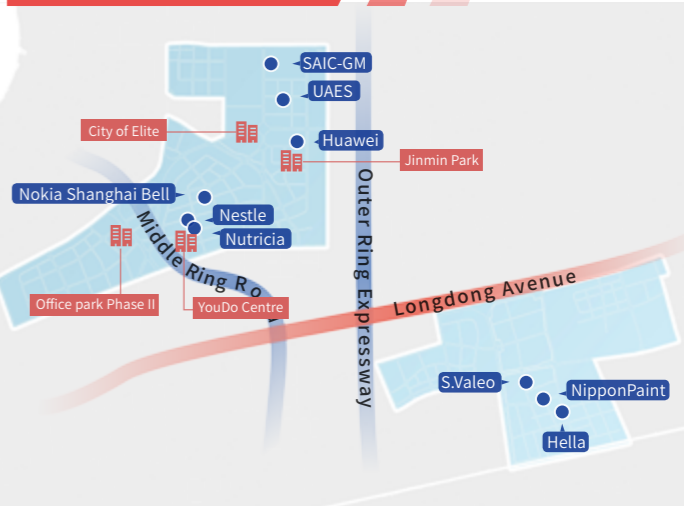 SAIC-GM
UAES
City of Elite
Huawei
Jinmin Park
Nokia Shanghai Bell
Nestle
Nutricia
Middle Ring Ro
Outer Ring Expressway
Office park Phase II
YouDo Centre
Longdong Avenue
S.Valeo
NipponPaint
Hella